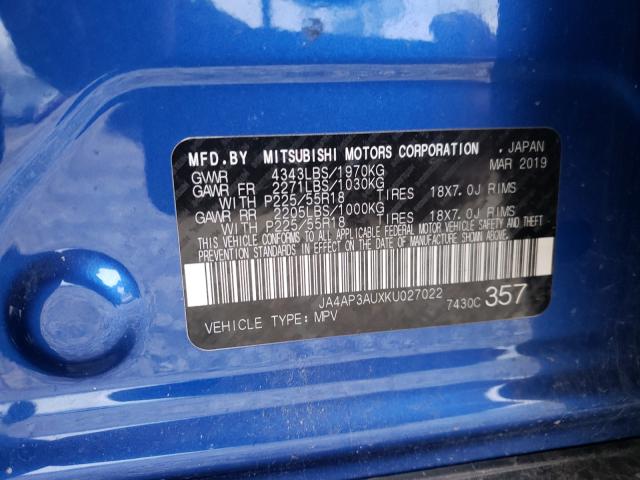 MFD.BY MITSUBISHI MOTORS CORPORATION , JAPAN
GVWR 4343LBS/1970KG MAR 2019
GAWR FR 2271LBS/1030KG
WITH P225/55R18 TIRES 18X7.0J RIMS
GAWR RR 2205LBS/1000KG
WITH P225/55R18 TIRES 18X7.0J RIMS
THIS VEHICLE CONFORMS TO ALL APPLICABLE FEDERAL MOTOR VEHICLE SAFETY AND THEFT
PREVENTION STANDARDS IN EFFECT ON THE DATE OF MANUFACTURE SHOWN ABOVE.
JA4AP3AUXKU027022
VEHICLE TYPE: MPV 7430C 357